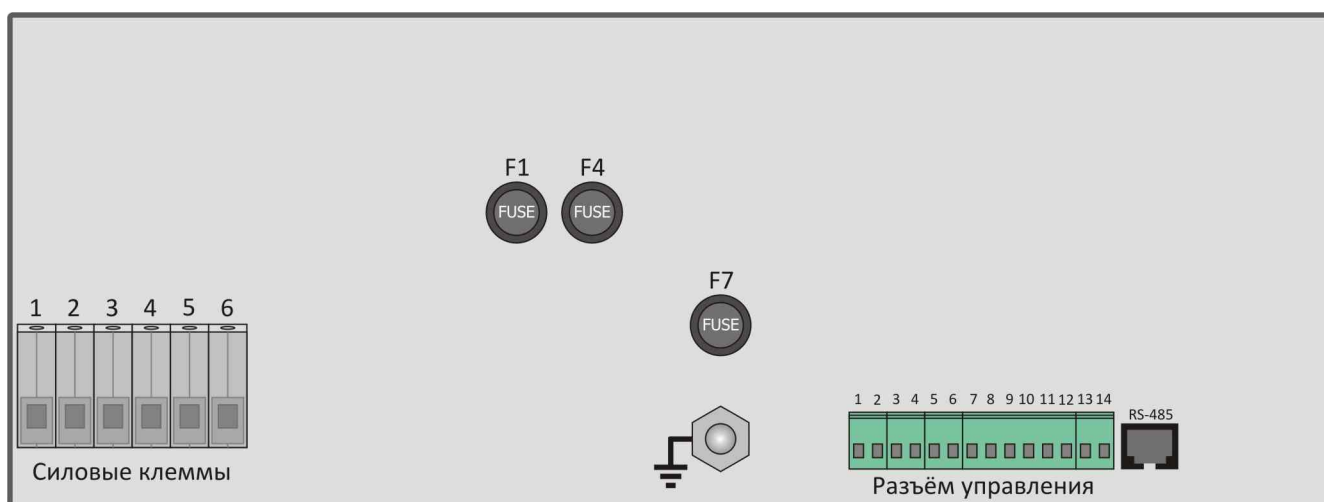 F1 F4
FUSE FUSE
F7
FUSE
1 2 3 4 5 6
1 2 3 4 5 6 7 8 9 10 11 12 13 14
RS-485
Силовые клеммы
Разъём управления